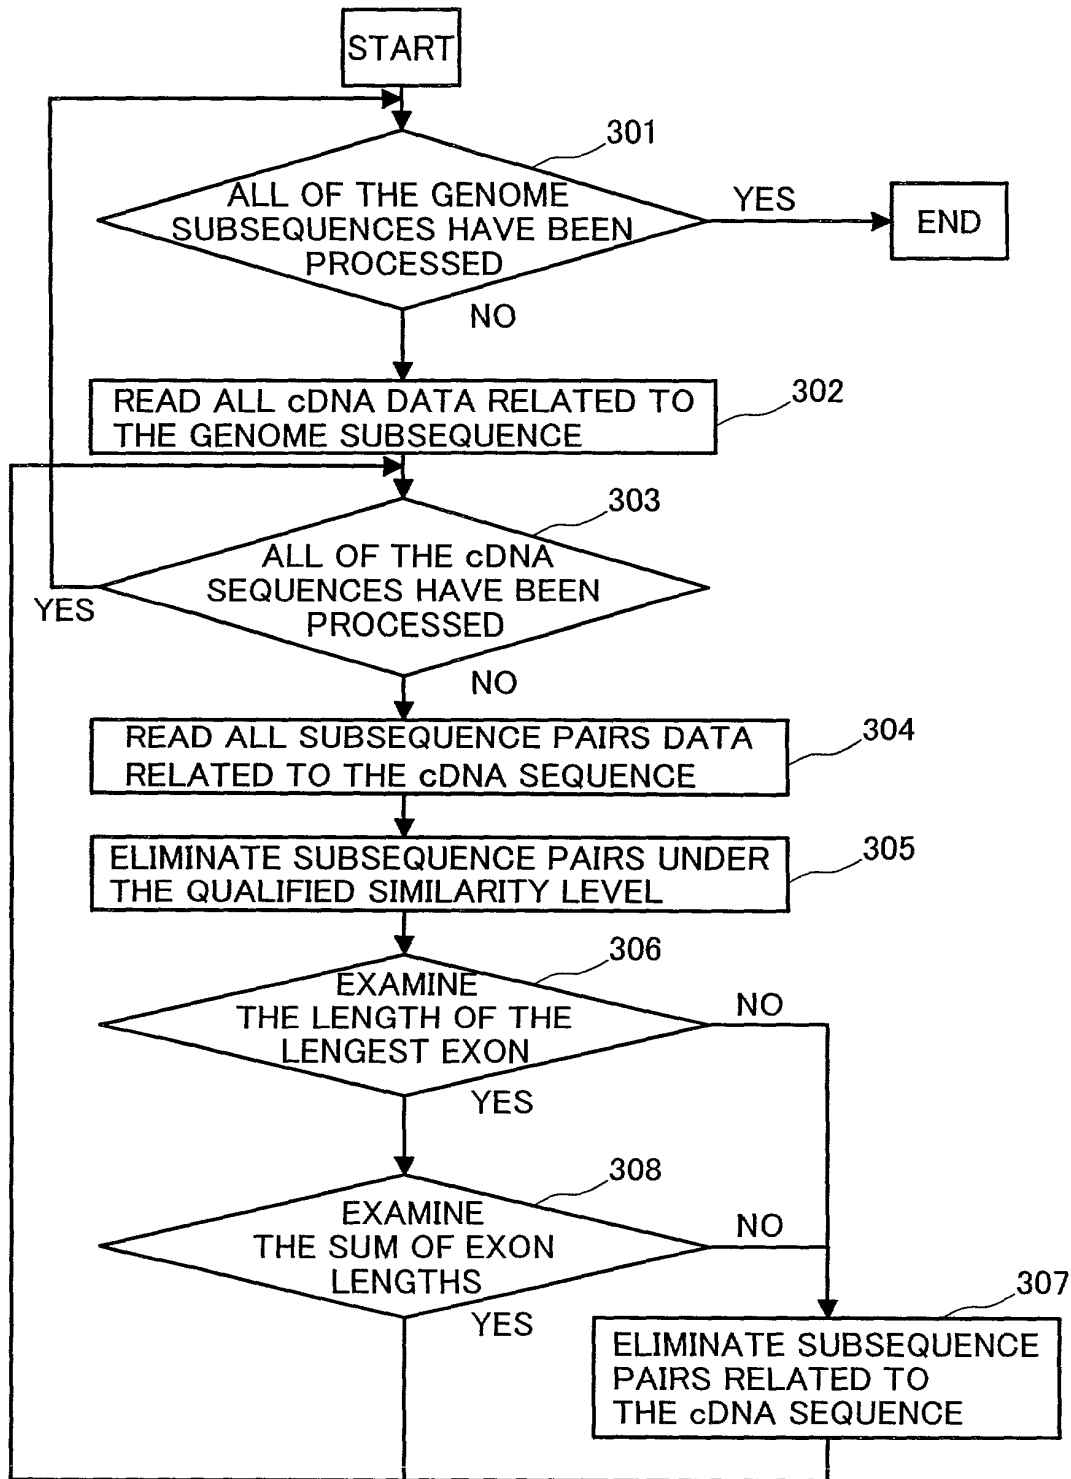 START
301
ALL OF THE GENOME
SUBSEQUENCES HAVE BEEN
PROCESSED
YES
END
NO
READ ALL cDNA DATA RELATED TO
THE GENOME SUBSEQUENCE
302
303
ALL OF THE cDNA
SEQUENCES HAVE BEEN
PROCESSED
YES
NO
READ ALL SUBSEQUENCE PAIRS DATA
RELATED TO THE cDNA SEQUENCE
304
ELIMINATE SUBSEQUENCE PAIRS UNDER
THE QUALIFIED SIMILARITY LEVEL
305
306
EXAMINE
THE LENGTH OF THE
LENGEST EXON
NO
YES
308
EXAMINE
THE SUM OF EXON
LENGTHS
NO
YES
307
ELIMINATE SUBSEQUENCE
PAIRS RELATED TO
THE cDNA SEQUENCE